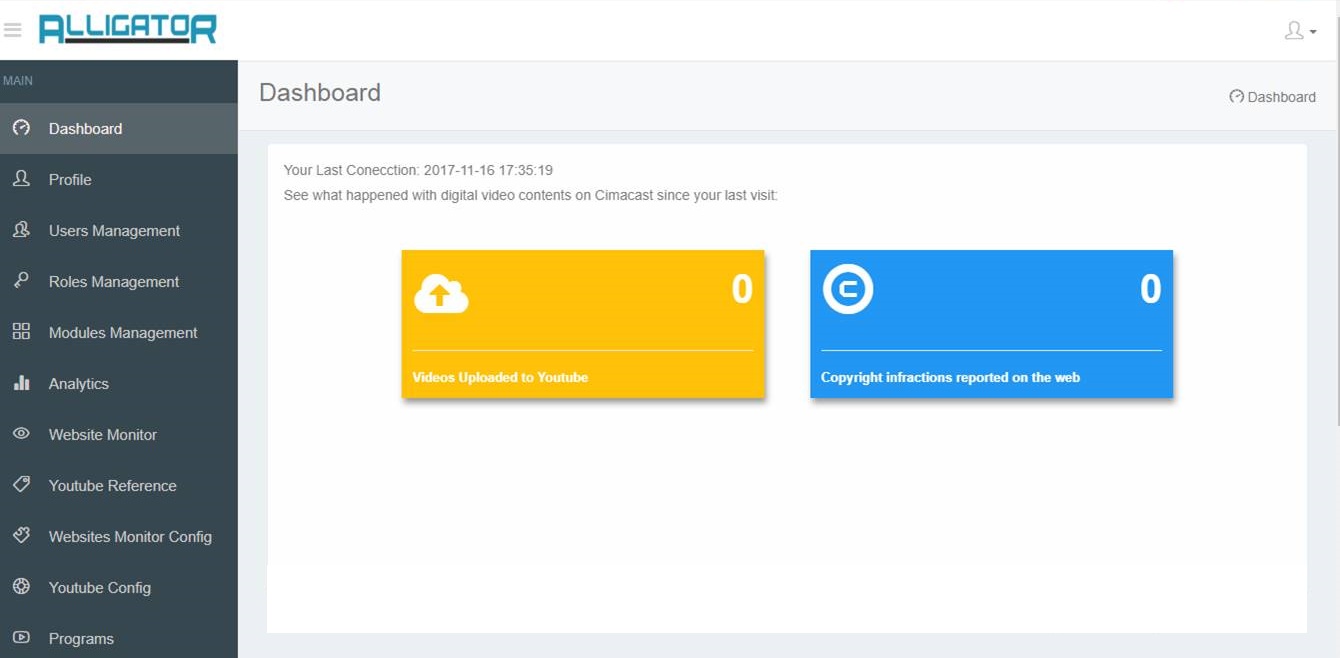 ALLIGATOR
MAIN
Dashboard
Profile
Users Management
Roles Management
Modules Management
Analytics
Website Monitor
Youtube Reference
Websites Monitor Config
Youtube Config
Programs
Dashboard
Dashboard
Your Last Conecction: 2017-11-16 17:35:19
See what happened with digital video contents on Cimacast since your last visit:
0
Videos Uploaded to Youtube
C
0
Copyright infractions reported on the web